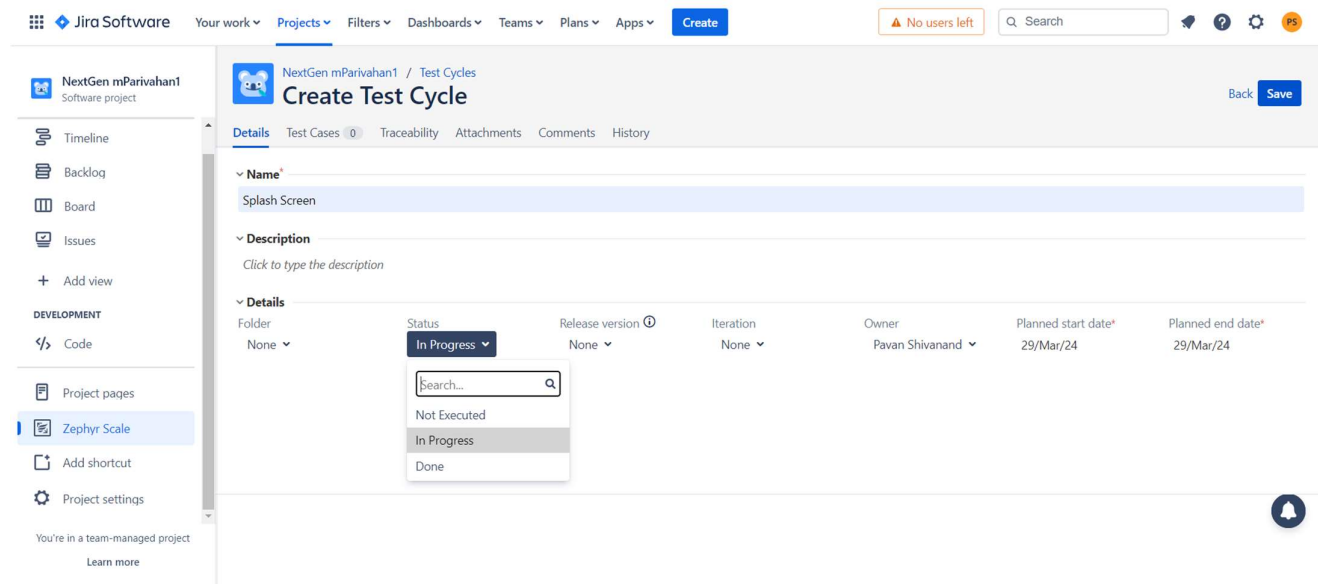 Jira Software Your work Projects Filters Dashboards Teams Plans Apps Create No users left Search PS
NextGen mParivahan1
Software project
Timeline
Backlog
Board
Issues
+ Add view
DEVELOPMENT
</> Code
Project pages
Zephyr Scale
Add shortcut
Project settings
You're in a team-managed project
Learn more
NextGen mParivahan1 / Test Cycles
Create Test Cycle
Back Save
Details Test Cases 0 Traceability Attachments Comments History
Name*
Splash Screen
Description
Click to type the description
Details
Folder Status Release version Iteration Owner Planned start date* Planned end date*
None In Progress None None Pavan Shivanand 29/Mar/24 29/Mar/24
Search...
Not Executed
In Progress
Done